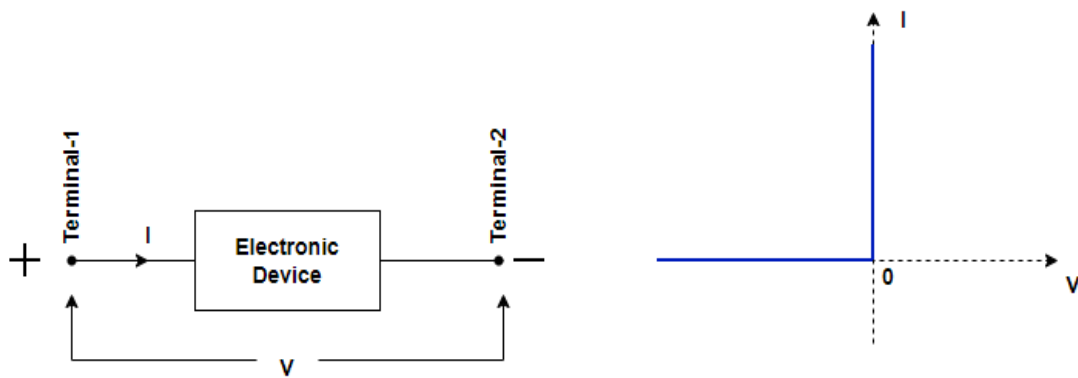 Terminal-1
Terminal-2
+
I
Electronic
Device
−
V
I
0
V